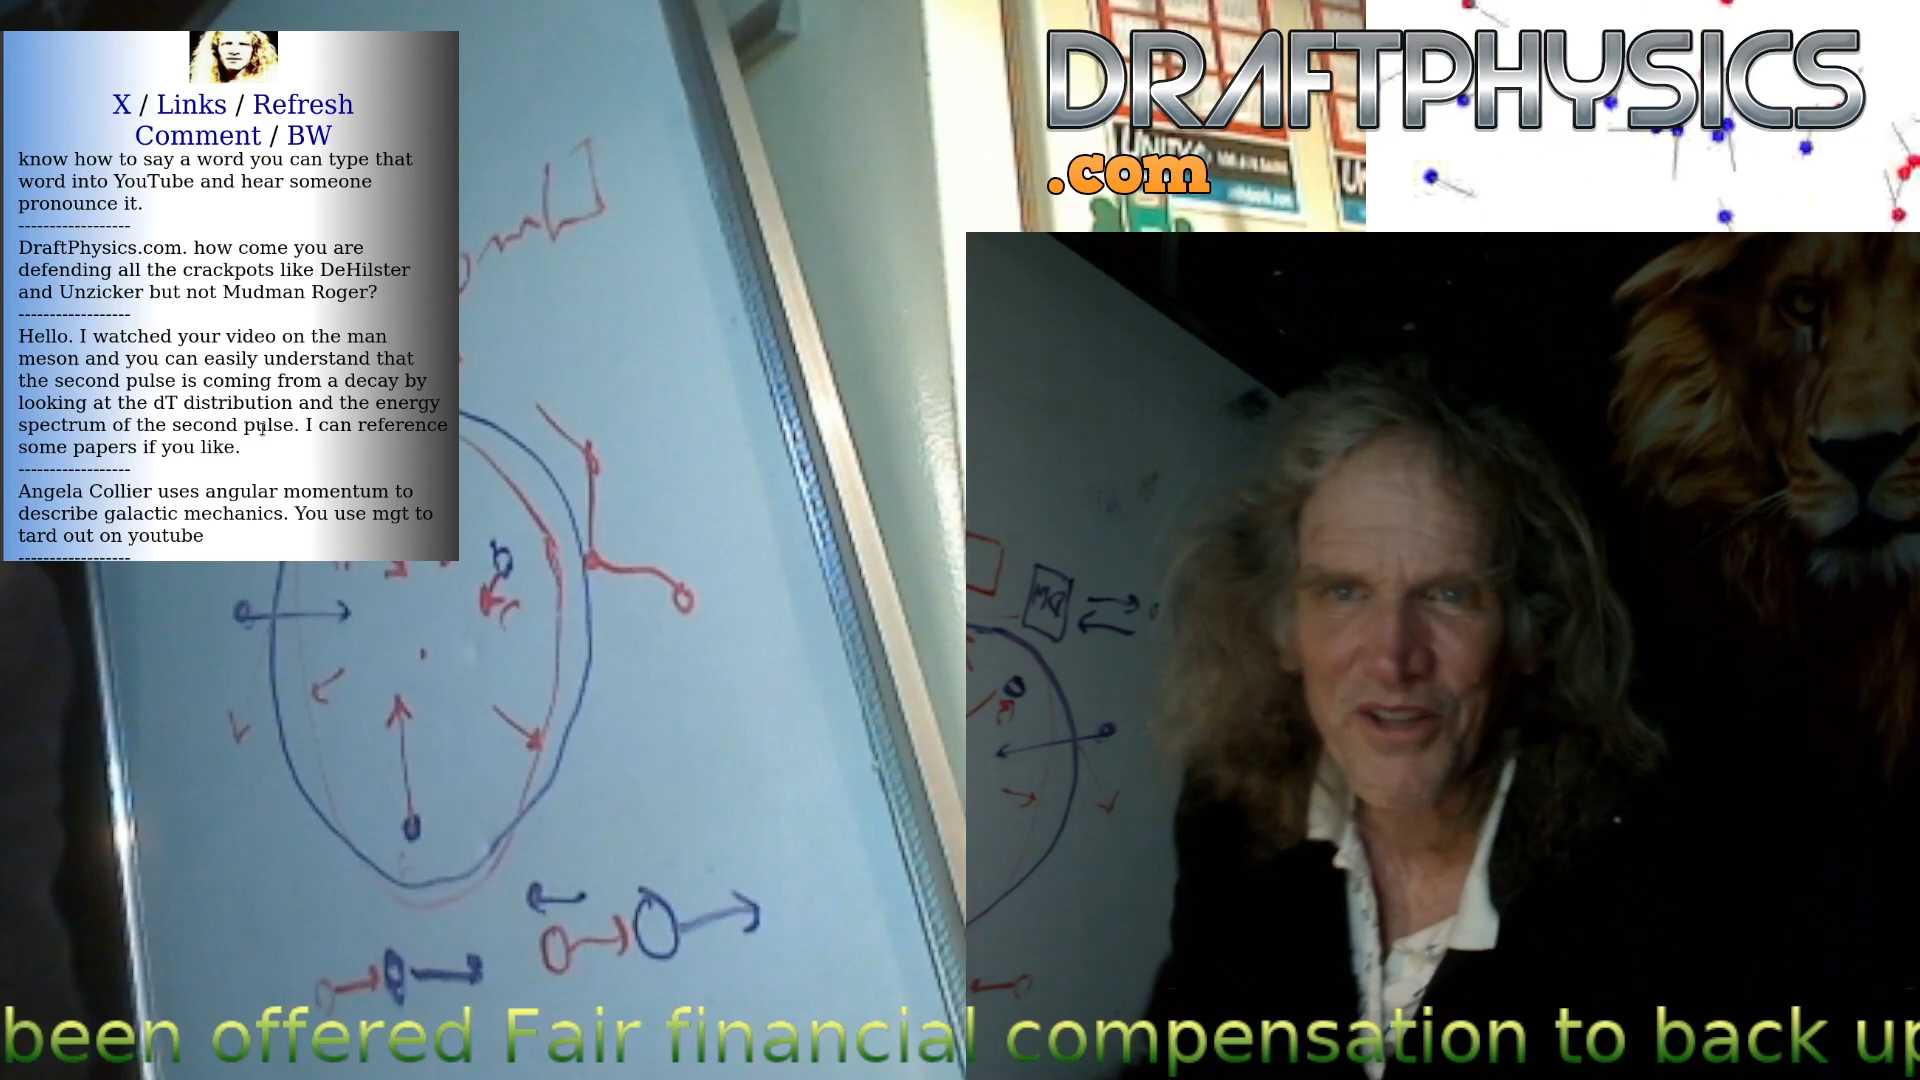 X / Links / Refresh
Comment / BW
know how to say a word you can type that
word into YouTube and hear someone
pronounce it.
------------------
DraftPhysics.com. how come you are
defending all the crackpots like DeHilster
and Unzicker but not Mudman Roger?
------------------
Hello. I watched your video on the man
meson and you can easily understand that
the second pulse is coming from a decay by
looking at the dT distribution and the energy
spectrum of the second pulse. I can reference
some papers if you like.
------------------
Angela Collier uses angular momentum to
describe galactic mechanics. You use mgt to
tard out on youtube
------------------
DRAFTPHYSICS
.com
UNITY
been offered Fair financial compensation to back up